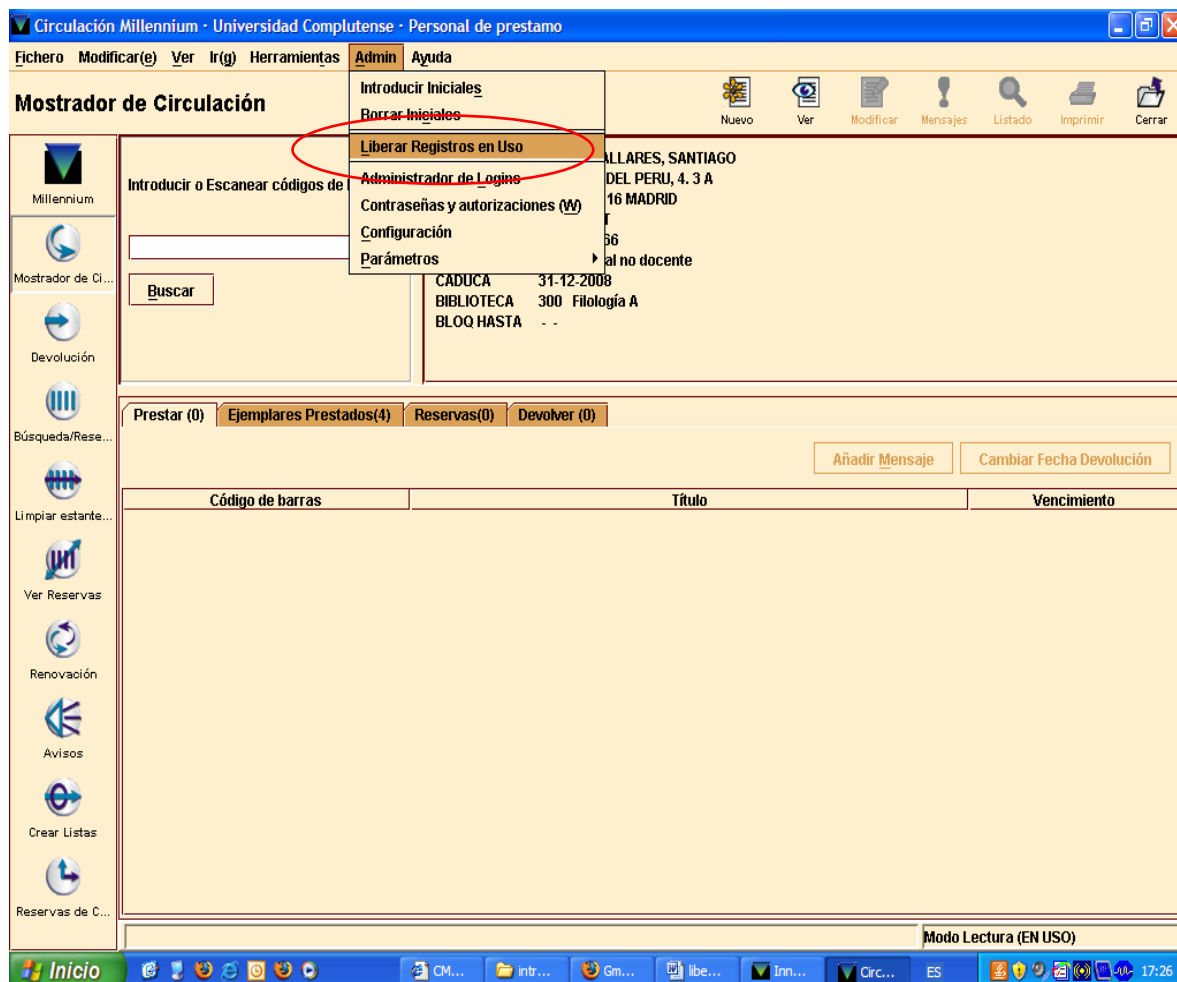 Circulación Millennium · Universidad Complutense · Personal de prestamo
Fichero Modificar(e) Ver Ir(g) Herramientas Admin Ayuda
Mostrador de Circulación
Introducir Iniciales
Borrar Iniciales
Liberar Registros en Uso
Administrador de Logins
Contraseñas y autorizaciones (W)
Configuración
Parámetros
Nuevo Ver Modificar Mensajes Listado Imprimir Cerrar
Millennium
Mostrador de Ci...
Devolución
Búsqueda/Rese...
Limpiar estante...
Ver Reservas
Renovación
Avisos
Crear Listas
Reservas de C...
Introducir o Escanear códigos de
Buscar
ALLARES, SANTIAGO
DEL PERU, 4. 3 A
16 MADRID
66
al no docente
CADUCA 31-12-2008
BIBLIOTECA 300 Filología A
BLOQ HASTA - -
Prestar (0) Ejemplares Prestados(4) Reservas(0) Devolver (0)
Añadir Mensaje Cambiar Fecha Devolución
Código de barras Título Vencimiento
Modo Lectura (EN USO)
Inicio CM... intr... Gm... libe... Inn... Circ... ES 17:26